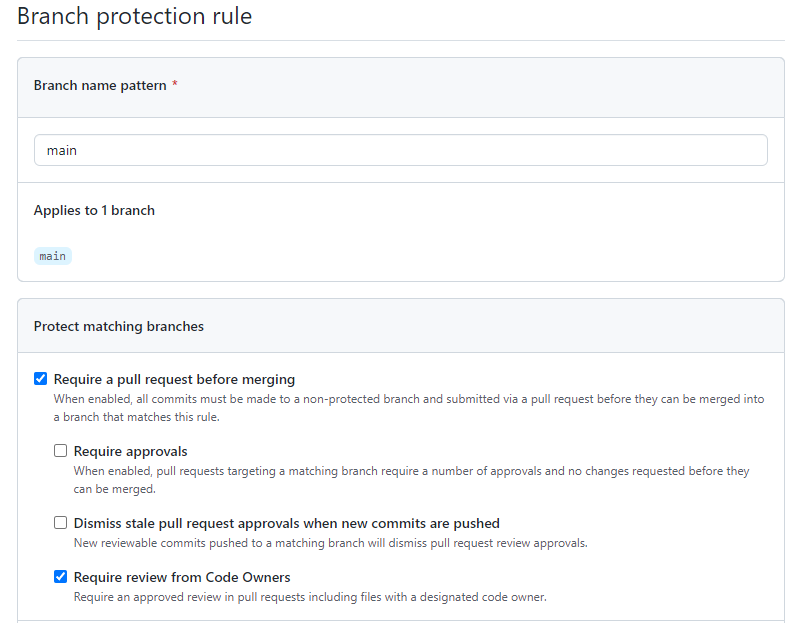 Branch protection rule
Branch name pattern *
main
Applies to 1 branch
main
Protect matching branches
Require a pull request before merging
When enabled, all commits must be made to a non-protected branch and submitted via a pull request before they can be merged into
a branch that matches this rule.
Require approvals
When enabled, pull requests targeting a matching branch require a number of approvals and no changes requested before they
can be merged.
Dismiss stale pull request approvals when new commits are pushed
New reviewable commits pushed to a matching branch will dismiss pull request review approvals.
Require review from Code Owners
Require an approved review in pull requests including files with a designated code owner.